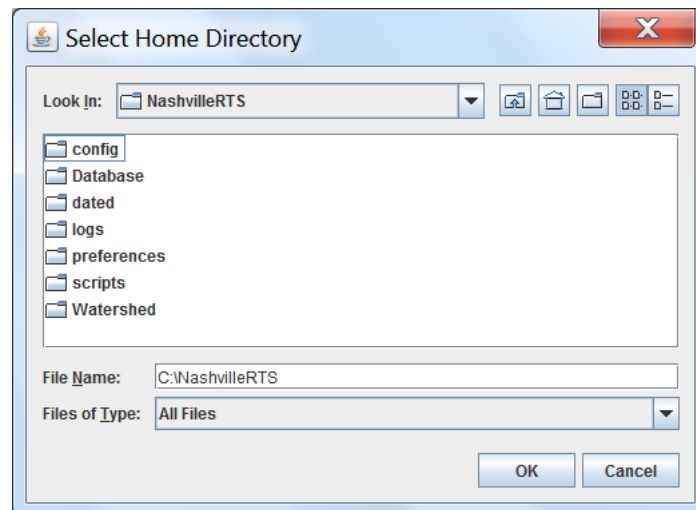 Select Home Directory
Look In: NashvilleRTS
config
Database
dated
logs
preferences
scripts
Watershed
File Name: C:\NashvilleRTS
Files of Type: All Files
OK Cancel